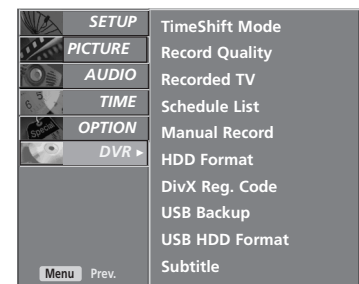 SETUP
PICTURE
AUDIO
TIME
OPTION
Special
DVR ►
TimeShift Mode
Record Quality
Recorded TV
Schedule List
Manual Record
HDD Format
DivX Reg. Code
USB Backup
USB HDD Format
Subtitle
Menu Prev.